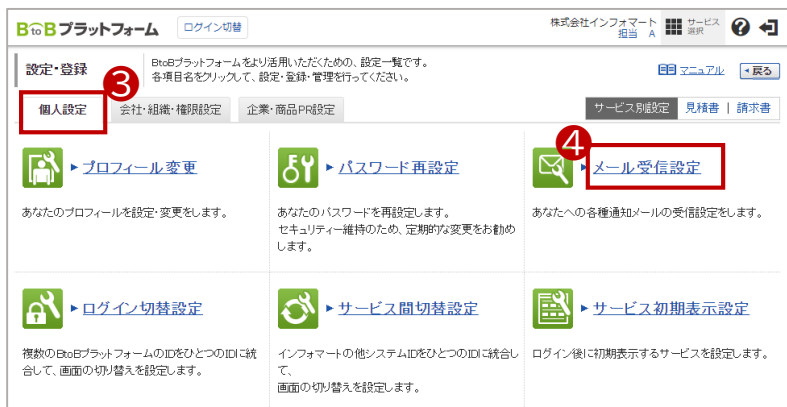 BtoBプラットフォーム ログイン切替 株式会社インフォマート 担当 A サービス選択 ?
設定・登録 BtoBプラットフォームをより活用いただくための、設定一覧です。
各項目名をクリックして、設定・登録・管理を行ってください。
マニュアル 戻る
3
個人設定 会社・組織・権限設定 企業・商品PR設定 サービス別設定 見積書 | 請求書
4
プロフィール変更 パスワード再設定 メール受信設定
あなたのプロフィールを設定・変更をします。
あなたのパスワードを再設定します。
セキュリティー維持のため、定期的な変更をお勧め
します。
あなたへの各種通知メールの受信設定をします。
ログイン切替設定 サービス間切替設定 サービス初期表示設定
複数のBtoBプラットフォームのIDをひとつのIDに統
合して、画面の切り替えを設定します。
インフォマートの他システムIDをひとつのIDに統合し
て、
画面の切り替えを設定します。
ログイン後に初期表示するサービスを設定します。